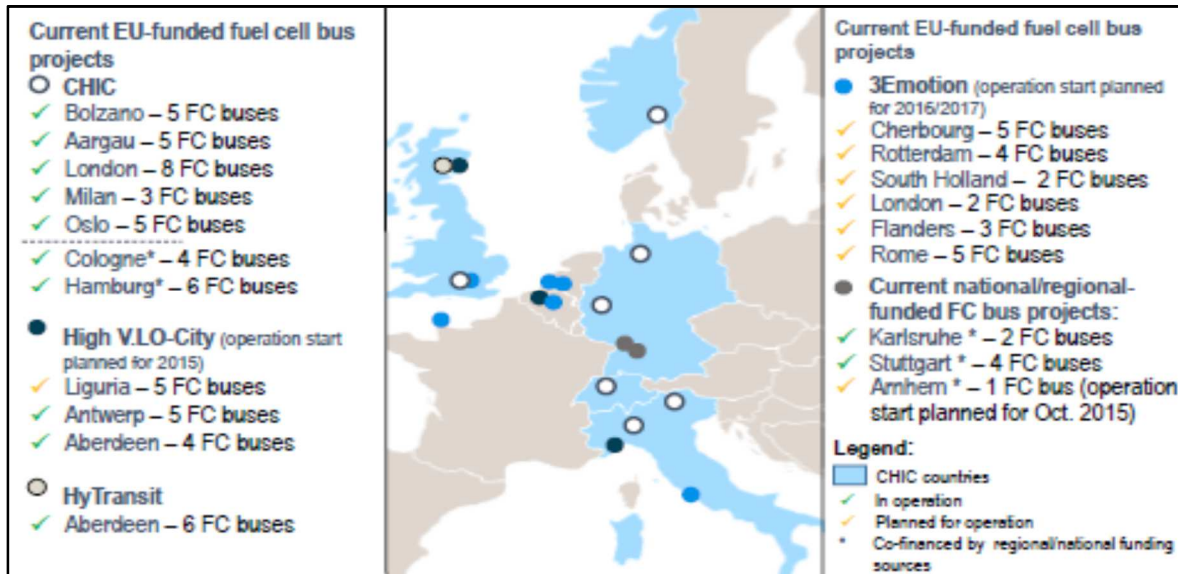 Current EU-funded fuel cell bus
projects
CHIC
✓ Bolzano – 5 FC buses
✓ Aargau – 5 FC buses
✓ London – 8 FC buses
✓ Milan – 3 FC buses
✓ Oslo – 5 FC buses
✓ Cologne* – 4 FC buses
✓ Hamburg* – 6 FC buses
High V.LO-City (operation start
planned for 2015)
✓ Liguria – 5 FC buses
✓ Antwerp – 5 FC buses
✓ Aberdeen – 4 FC buses
HyTransit
✓ Aberdeen – 6 FC buses
Current EU-funded fuel cell bus
projects
3Emotion (operation start planned
for 2016/2017)
✓ Cherbourg – 5 FC buses
✓ Rotterdam – 4 FC buses
✓ South Holland – 2 FC buses
✓ London – 2 FC buses
✓ Flanders – 3 FC buses
✓ Rome – 5 FC buses
Current national/regional-
funded FC bus projects:
✓ Karlsruhe * – 2 FC buses
✓ Stuttgart * – 4 FC buses
✓ Arnhem * – 1 FC bus (operation
start planned for Oct. 2015)
Legend:
CHIC countries
✓ In operation
✓ Planned for operation
* Co-financed by regional/national funding
sources